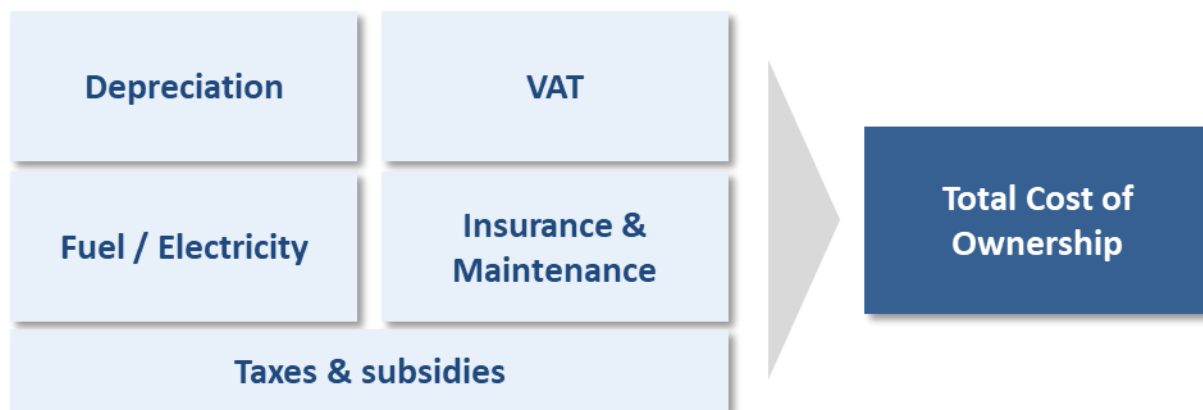 Depreciation
VAT
Fuel / Electricity
Insurance &
Maintenance
Taxes & subsidies
Total Cost of
Ownership